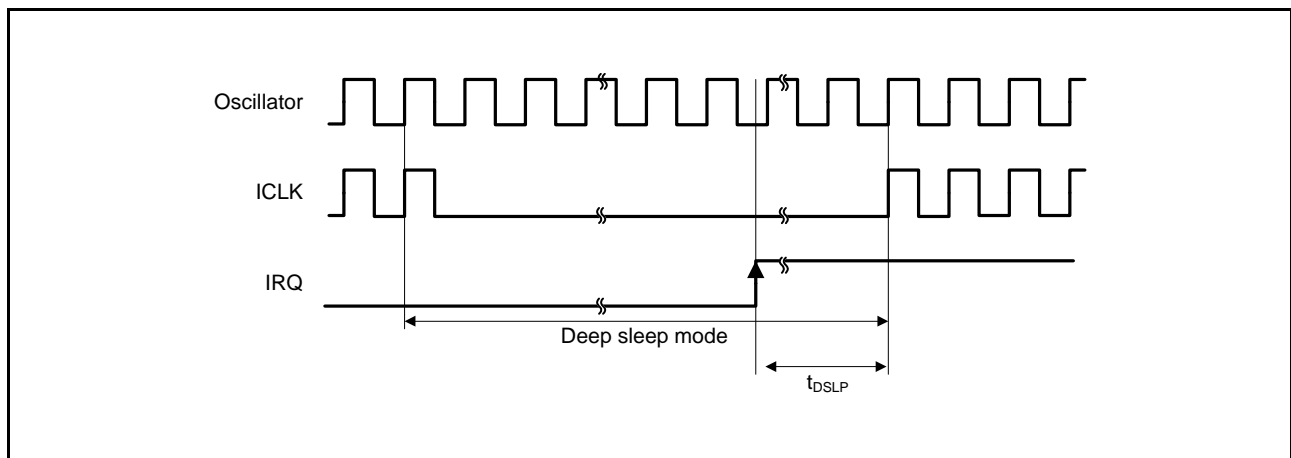 Oscillator
ICLK
IRQ
Deep sleep mode
tDSLP